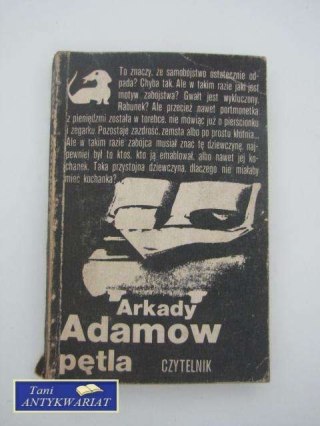 To znaczy, że samobójstwo ostatecznie od-
pada? Chyba tak. Ale w takim razie jaki jest
motyw zabójstwa? Gwałt jest wykluczony.
Rabunek? Ale przecież nawet portmonetka
z pieniędzmi została w torebce, nie mówiąc już o pierścionku
i zegarku. Pozostaje zazdrość, zemsta albo po prostu kłótnia...
Ale w takim razie zabójca musiał znać tę dziewczynę, naj-
pewniej był to ktoś, kto ją emablował, albo nawet jej ko-
chanek. Taka przystojna dziewczyna, dlaczego nie miałaby
mieć kochanka?
Arkady
Adamow
pętla
CZYTELNIK
Tani
ANTYKWARIAT